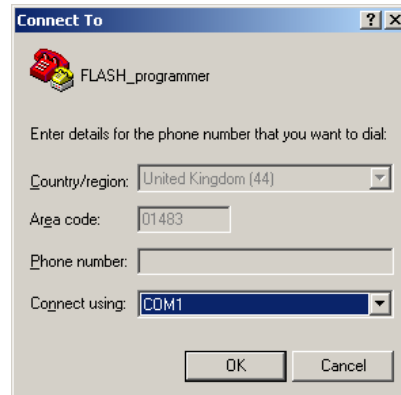 Connect To
FLASH_programmer
Enter details for the phone number that you want to dial:
Country/region: United Kingdom (44)
Area code: 01483
Phone number:
Connect using: COM1
OK Cancel